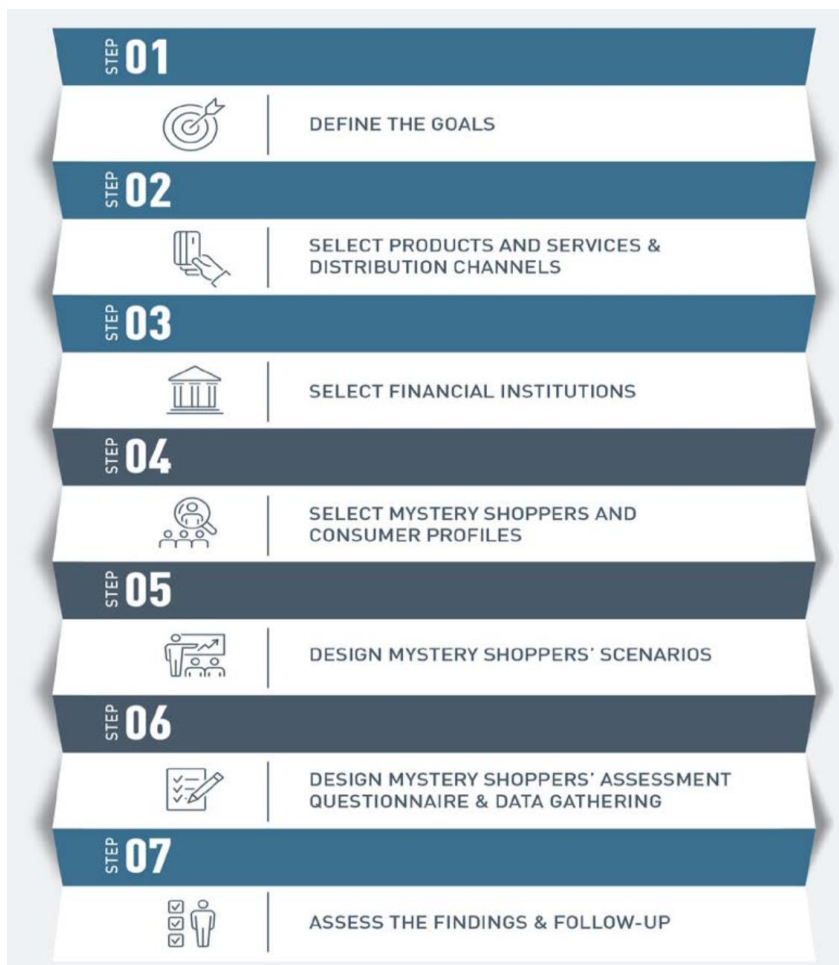 STEP 01
DEFINE THE GOALS
STEP 02
SELECT PRODUCTS AND SERVICES &
DISTRIBUTION CHANNELS
STEP 03
SELECT FINANCIAL INSTITUTIONS
STEP 04
SELECT MYSTERY SHOPPERS AND
CONSUMER PROFILES
STEP 05
DESIGN MYSTERY SHOPPERS’ SCENARIOS
STEP 06
DESIGN MYSTERY SHOPPERS’ ASSESSMENT
QUESTIONNAIRE & DATA GATHERING
STEP 07
ASSESS THE FINDINGS & FOLLOW-UP